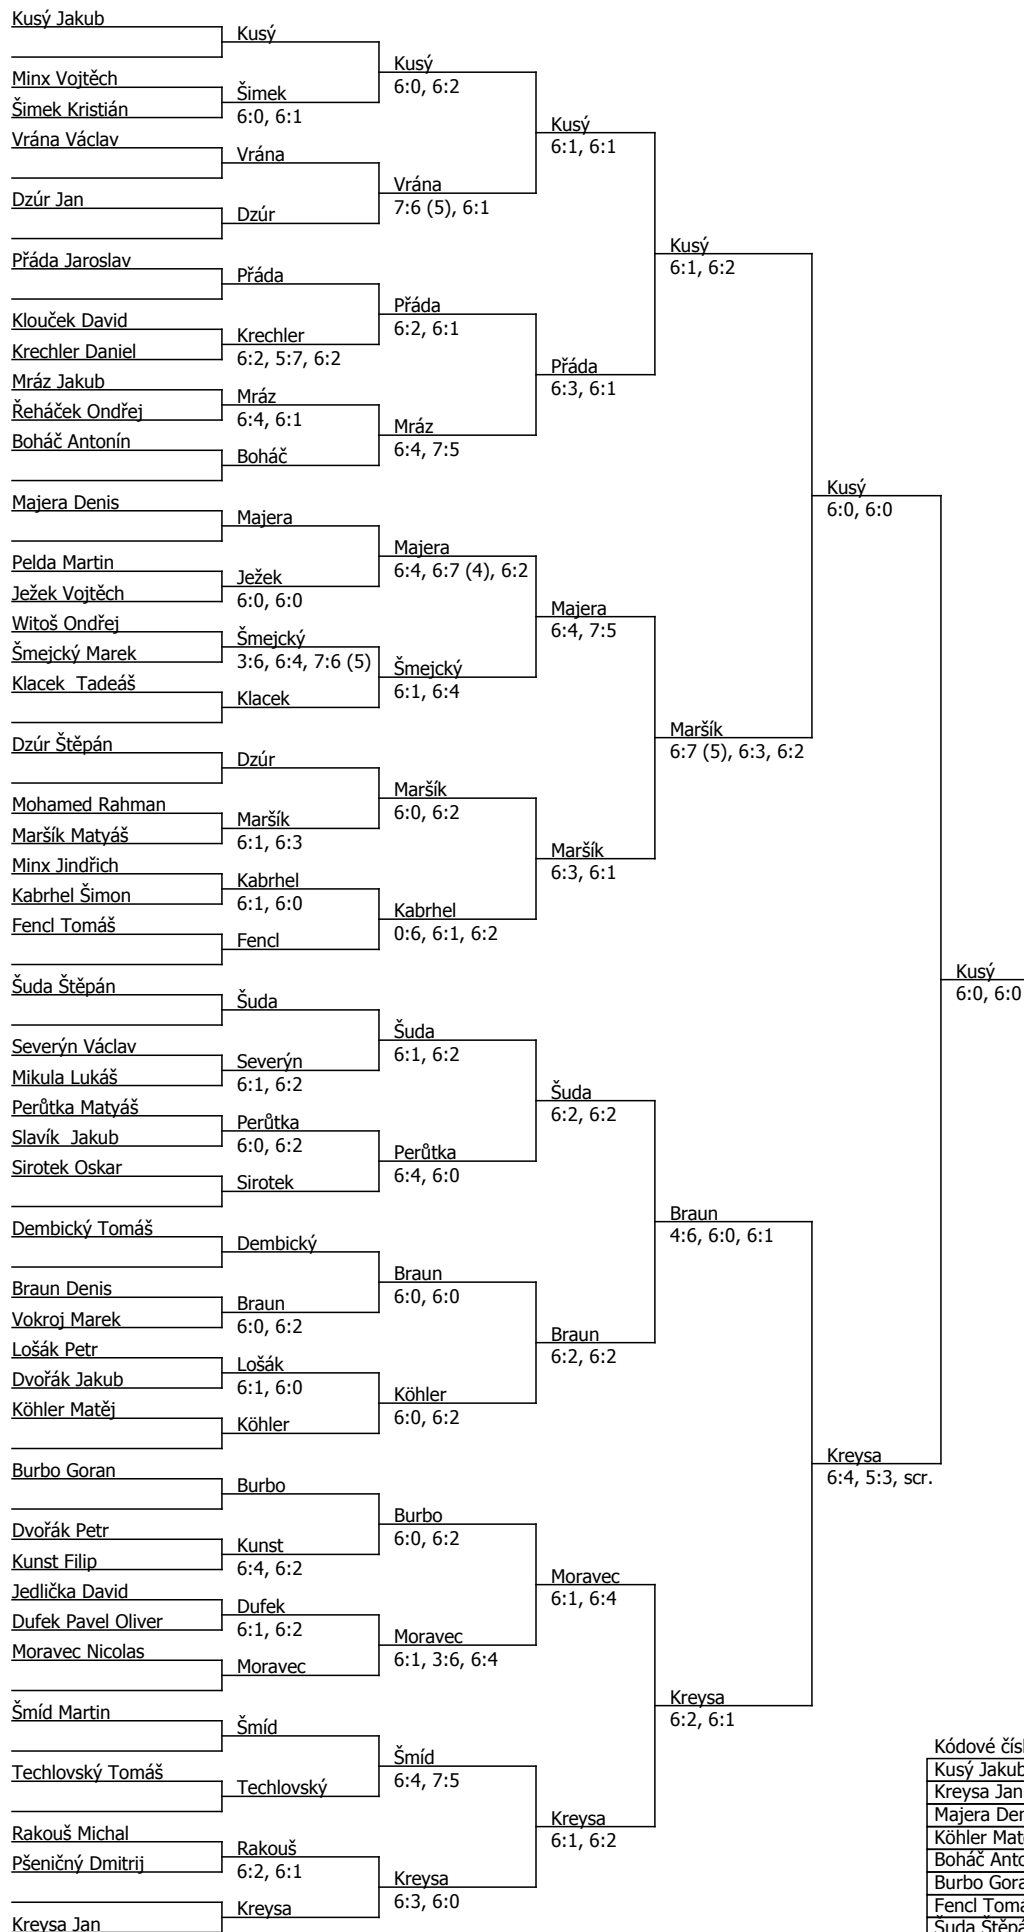 Kusý Jakub
Kusý
Kusý
6:0, 6:2
Minx Vojtěch
Šimek
Šimek Kristián
6:0, 6:1
Kusý
6:1, 6:1
Vrána Václav
Vrána
Vrána
7:6 (5), 6:1
Dzúr Jan
Dzúr
Kusý
6:1, 6:2
Přáda Jaroslav
Přáda
Přáda
6:2, 6:1
Klouček David
Krechler
Krechler Daniel
6:2, 5:7, 6:2
Přáda
6:3, 6:1
Mráz Jakub
Mráz
Řeháček Ondřej
6:4, 6:1
Mráz
6:4, 7:5
Boháč Antonín
Boháč
Kusý
6:0, 6:0
Majera Denis
Majera
Majera
6:4, 6:7 (4), 6:2
Pelda Martin
Ježek
Ježek Vojtěch
6:0, 6:0
Majera
6:4, 7:5
Witoš Ondřej
Šmejcký
Šmejcký Marek
3:6, 6:4, 7:6 (5)
Šmejcký
6:1, 6:4
Klacek  Tadeáš
Klacek
Maršík
6:7 (5), 6:3, 6:2
Dzúr Štěpán
Dzúr
Maršík
6:0, 6:2
Mohamed Rahman
Maršík
Maršík Matyáš
6:1, 6:3
Maršík
6:3, 6:1
Minx Jindřich
Kabrhel
Kabrhel Šimon
6:1, 6:0
Kabrhel
0:6, 6:1, 6:2
Fencl Tomáš
Fencl
Kusý
6:0, 6:0
Šuda Štěpán
Šuda
Šuda
6:1, 6:2
Severýn Václav
Severýn
Mikula Lukáš
6:1, 6:2
Šuda
6:2, 6:2
Perůtka Matyáš
Perůtka
Slavík  Jakub
6:0, 6:2
Perůtka
6:4, 6:0
Sirotek Oskar
Sirotek
Braun
4:6, 6:0, 6:1
Dembický Tomáš
Dembický
Braun
6:0, 6:0
Braun Denis
Braun
Vokroj Marek
6:0, 6:2
Braun
6:2, 6:2
Lošák Petr
Lošák
Dvořák Jakub
6:1, 6:0
Köhler
6:0, 6:2
Köhler Matěj
Köhler
Kreysa
6:4, 5:3, scr.
Burbo Goran
Burbo
Burbo
6:0, 6:2
Dvořák Petr
Kunst
Kunst Filip
6:4, 6:2
Moravec
6:1, 6:4
Jedlička David
Dufek
Dufek Pavel Oliver
6:1, 6:2
Moravec
6:1, 3:6, 6:4
Moravec Nicolas
Moravec
Kreysa
6:2, 6:1
Šmíd Martin
Šmíd
Šmíd
6:4, 7:5
Techlovský Tomáš
Techlovský
Kreysa
6:1, 6:2
Rakouš Michal
Rakouš
Pšeničný Dmitrij
6:2, 6:1
Kreysa
6:3, 6:0
Kreysa
Kreysa Jan
Kódové
Kusý Jakub
Kreysa Jan
Majera
Köhler
Boháč
Burbo
Fencl
Šuda